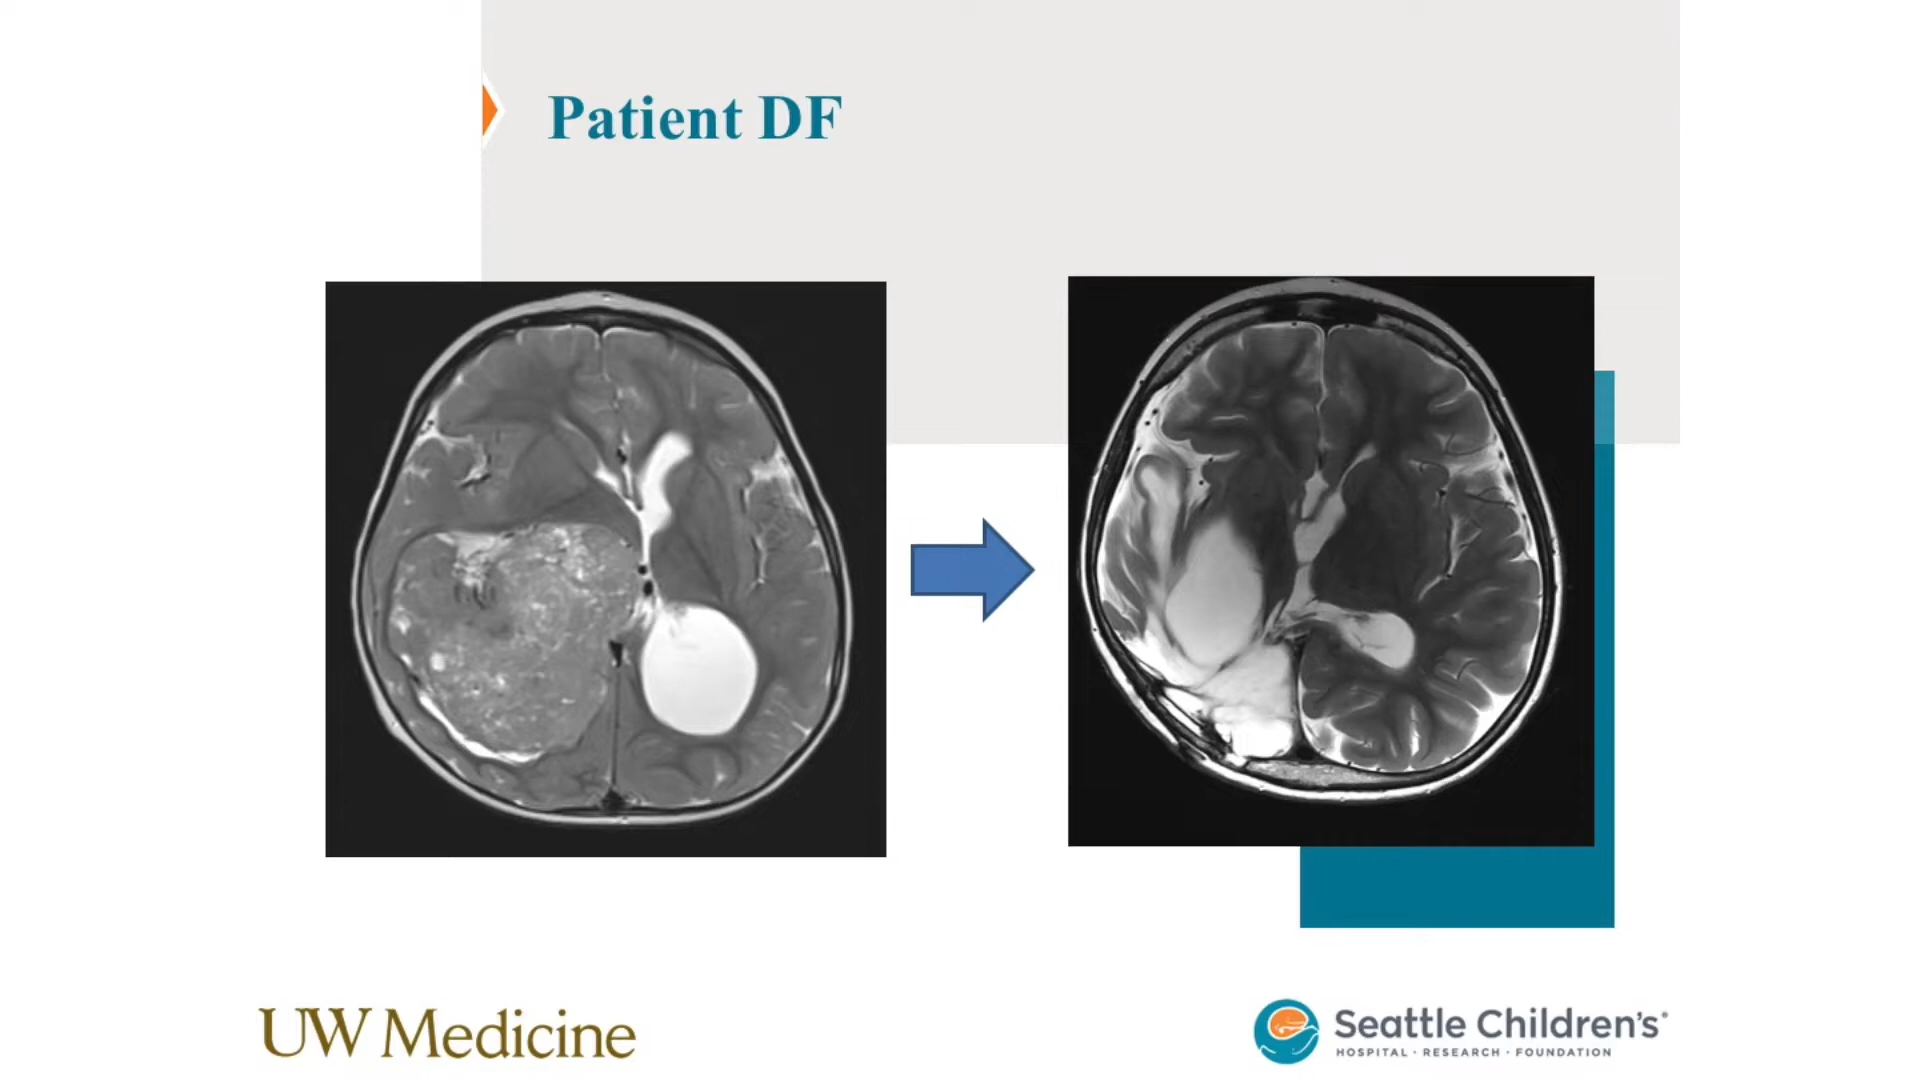 Patient DF
UW Medicine
Seattle Children's®
HOSPITAL · RESEARCH · FOUNDATION